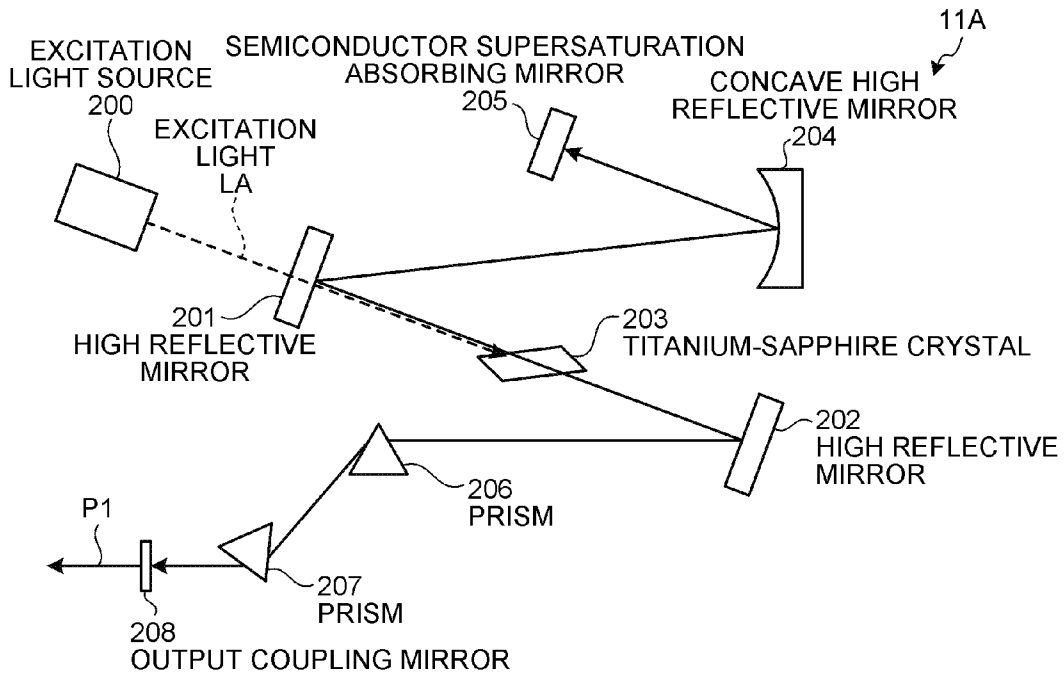 11A
EXCITATION
LIGHT SOURCE
200
SEMICONDUCTOR SUPERSATURATION
ABSORBING MIRROR
205
CONCAVE HIGH
REFLECTIVE MIRROR
204
EXCITATION
LIGHT
LA
201
HIGH REFLECTIVE
MIRROR
203
TITANIUM-SAPPHIRE CRYSTAL
202
HIGH REFLECTIVE
MIRROR
206
PRISM
P1
207
PRISM
208
OUTPUT COUPLING MIRROR